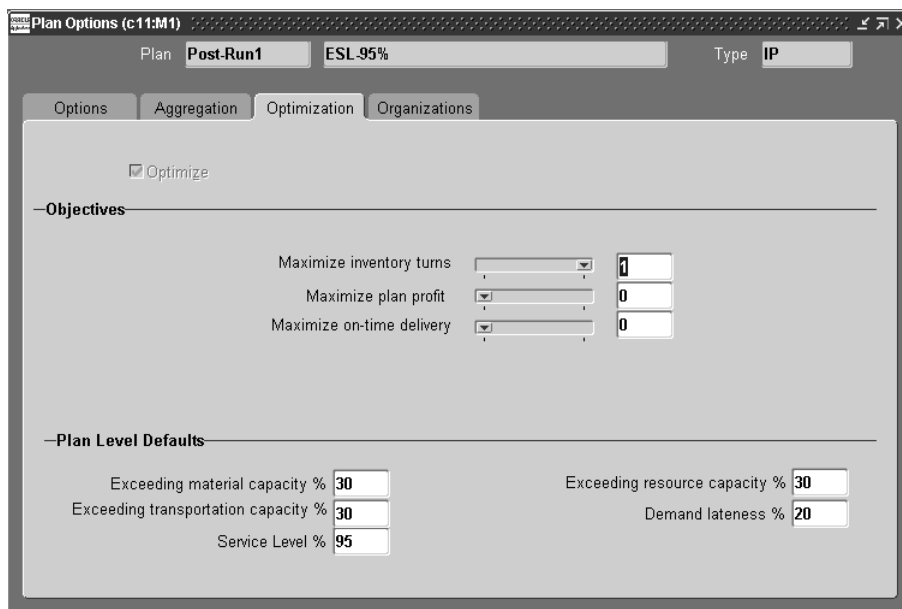 Plan Options (c11:M1)
Plan Post-Run1 ESL-95% Type IP
Options Aggregation Optimization Organizations
Optimize
Objectives
Maximize inventory turns 1
Maximize plan profit 0
Maximize on-time delivery 0
Plan Level Defaults
Exceeding material capacity % 30 Exceeding resource capacity % 30
Exceeding transportation capacity % 30 Demand lateness % 20
Service Level % 95